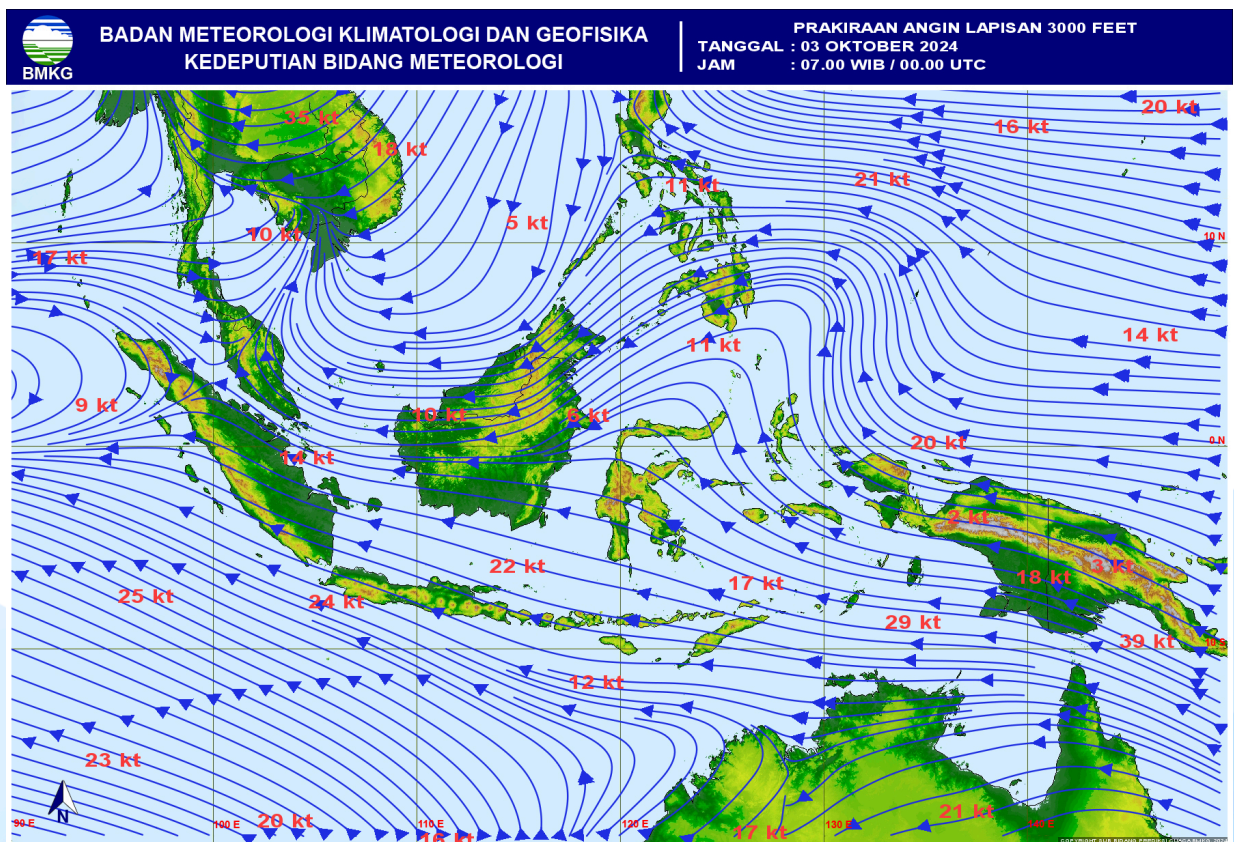 BADAN METEOROLOGI KLIMATOLOGI DAN GEOFISIKA
KEDEPUTIAN BIDANG METEOROLOGI
BMKG
PRAKIRAAN ANGIN LAPISAN 3000 FEET
TANGGAL : 03 OKTOBER 2024
JAM : 07.00 WIB / 00.00 UTC
20 kt
35 kt
16 kt
18 kt
21 kt
11 kt
5 kt
10 kt
10 N
17 kt
14 kt
11 kt
9 kt
10 kt
6 kt
20 kt
0 N
14 kt
2 kt
22 kt
3 kt
18 kt
17 kt
25 kt
24 kt
29 kt
39 kt
10 S
12 kt
23 kt
21 kt
N
90 E
100 E
20 kt
110 E
120 E
130 E
140 E
17 kt
16 kt